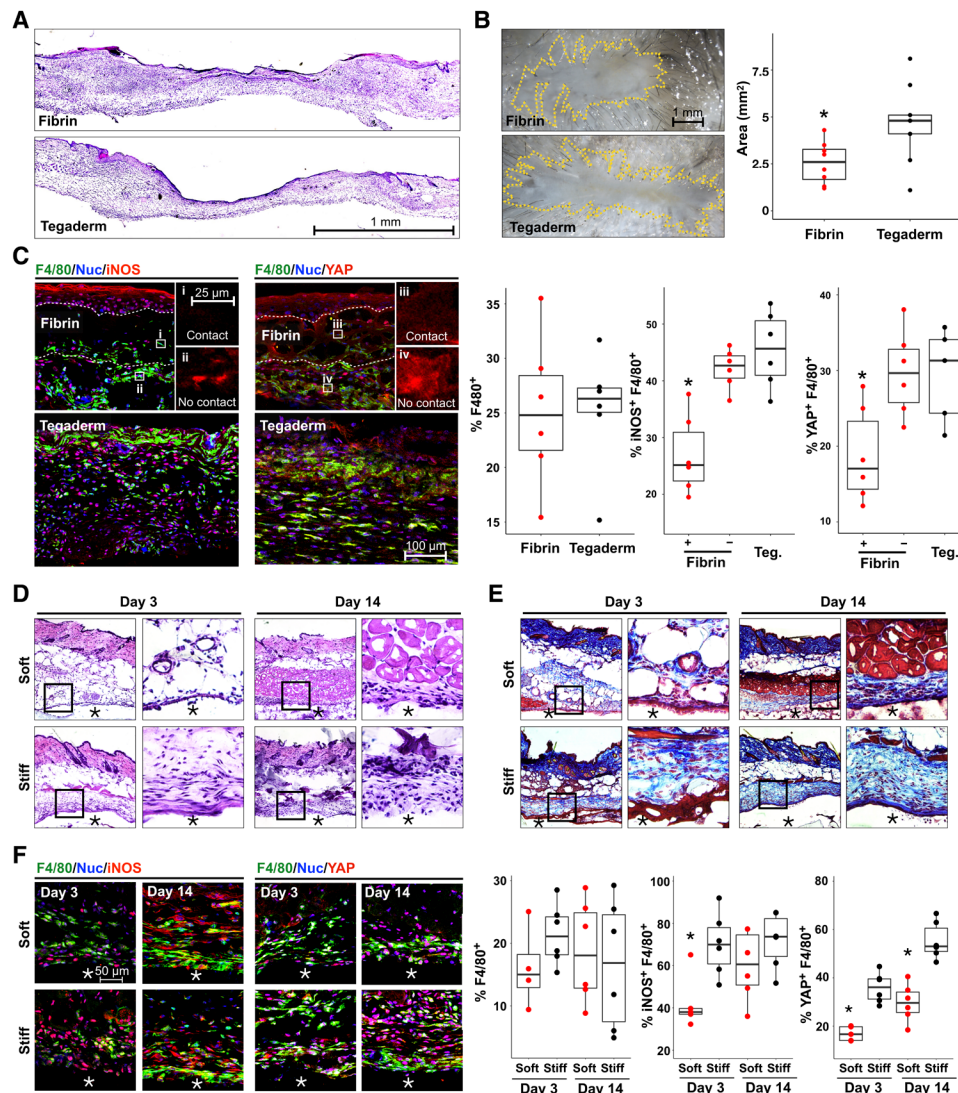 A
Fibrin
Tegaderm
1 mm
B
Fibrin
1 mm
Tegaderm
Area (mm²)
7.5
5
2.5
0
*
Fibrin
Tegaderm
C
F4/80/Nuc/iNOS
F4/80/Nuc/YAP
Fibrin
i
ii
i
25 µm
Contact
ii
No contact
Fibrin
iii
iv
iii
Contact
iv
No contact
Tegaderm
Tegaderm
100 µm
% F480⁺
35
30
25
20
15
Fibrin
Tegaderm
% iNOS⁺ F4/80⁺
50
40
30
20
*
+
−
Fibrin
Teg.
% YAP⁺ F4/80⁺
40
30
20
10
*
+
−
Fibrin
Teg.
D
Day 3
Day 14
Soft
*
*
*
*
Stiff
*
*
*
*
E
Day 3
Day 14
Soft
*
*
*
*
Stiff
*
*
*
*
F
F4/80/Nuc/iNOS
F4/80/Nuc/YAP
Day 3
Day 14
Day 3
Day 14
Soft
50 µm
*
*
*
*
Stiff
*
*
*
*
% F4/80⁺
30
20
10
Soft Stiff Soft Stiff
Day 3
Day 14
% iNOS⁺ F4/80⁺
100
80
60
40
*
Soft Stiff Soft Stiff
Day 3
Day 14
% YAP⁺ F4/80⁺
80
60
40
20
*
*
Soft Stiff Soft Stiff
Day 3
Day 14